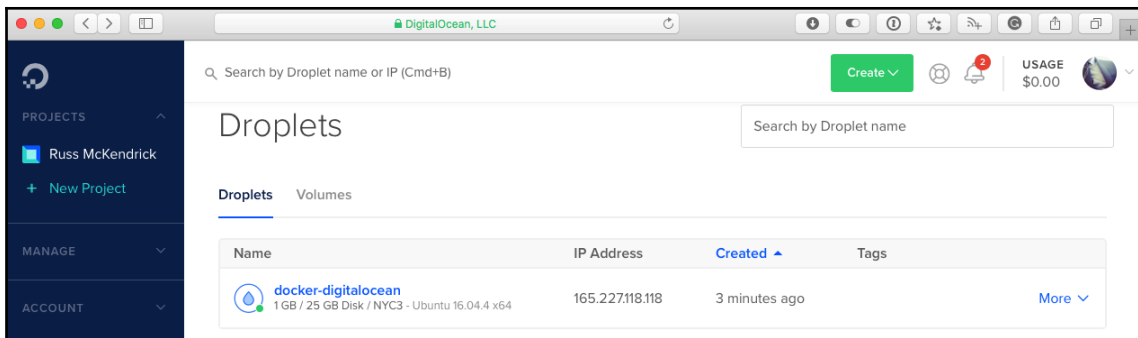 DigitalOcean, LLC
Search by Droplet name or IP (Cmd+B)
Create
2
USAGE
$0.00
PROJECTS
Russ McKendrick
+ New Project
MANAGE
ACCOUNT
Droplets
Search by Droplet name
Droplets Volumes
Name IP Address Created Tags
docker-digitalocean
1 GB / 25 GB Disk / NYC3 - Ubuntu 16.04.4 x64
165.227.118.118 3 minutes ago More